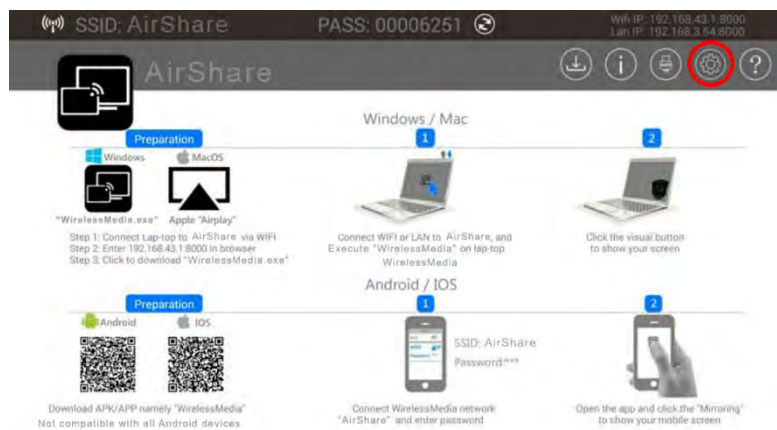 SSID: AirShare
PASS: 00006251
Wifi IP: 192.168.43.1:8000
Lan IP: 192.168.3.54:8000
AirShare
i
?
Windows / Mac
Preparation
1
2
Windows
MacOS
"WirelessMedia.exe"
Apple "Airplay"
Step 1: Connect Lap-top to AirShare via WIFI
Step 2: Enter 192.168.43.1:8000 in browser
Step 3: Click to download "WirelessMedia.exe"
Connect WIFI or LAN to AirShare, and
Execute "WirelessMedia" on lap-top
WirelessMedia
Click the visual button
to show your screen
Android / IOS
Preparation
1
2
Android
IOS
SSID: AirShare
Password:***
Download APK/APP namely "WirelessMedia"
Not compatible with all Android devices.
Connect WirelessMedia network
"AirShare" and enter password
Open the app and click the "Mirroring"
to show your mobile screen